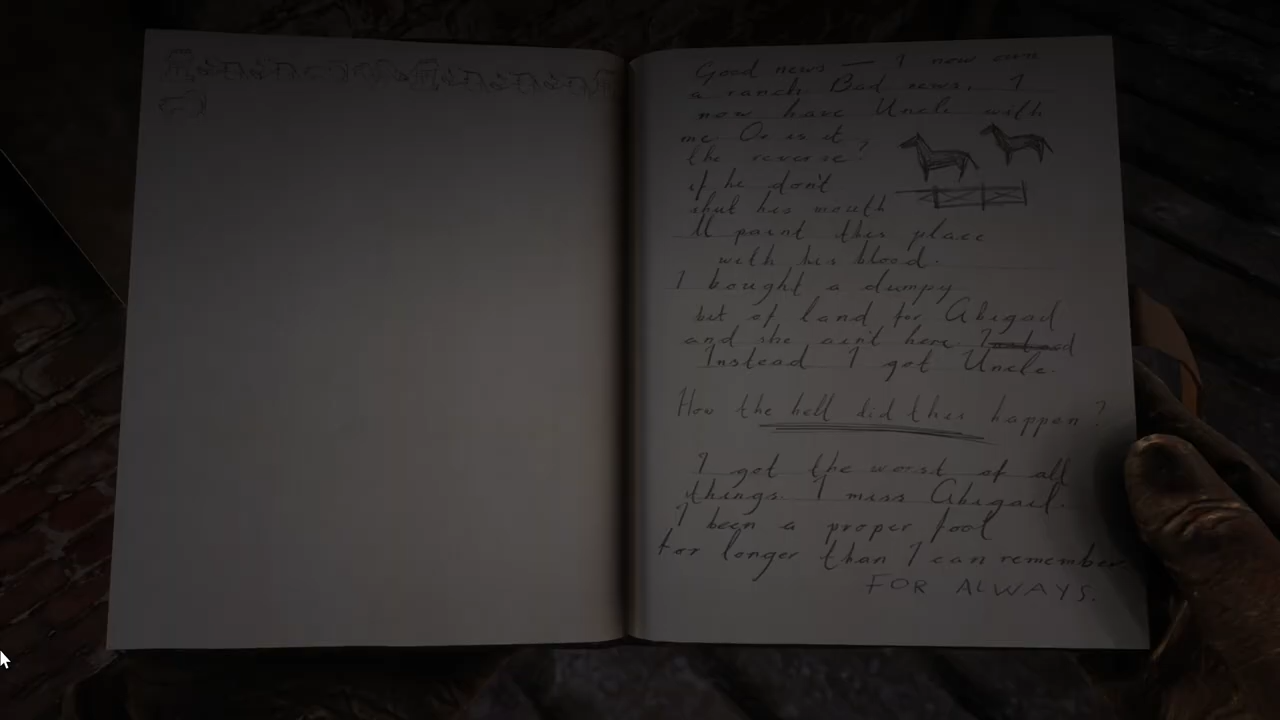 Good news — I now own
a ranch. Bad news, I
now have Uncle with
me. Or is it
the reverse?
if he don't
shut his mouth
I'll paint this place
with his blood.
I bought a dumpy
bit of land for Abigail
and she ain't here. Instead
Instead I got Uncle.
How the hell did this happen?
I got the worst of all
things. I miss Abigail.
I been a proper fool
for longer than I can remember
FOR ALWAYS.